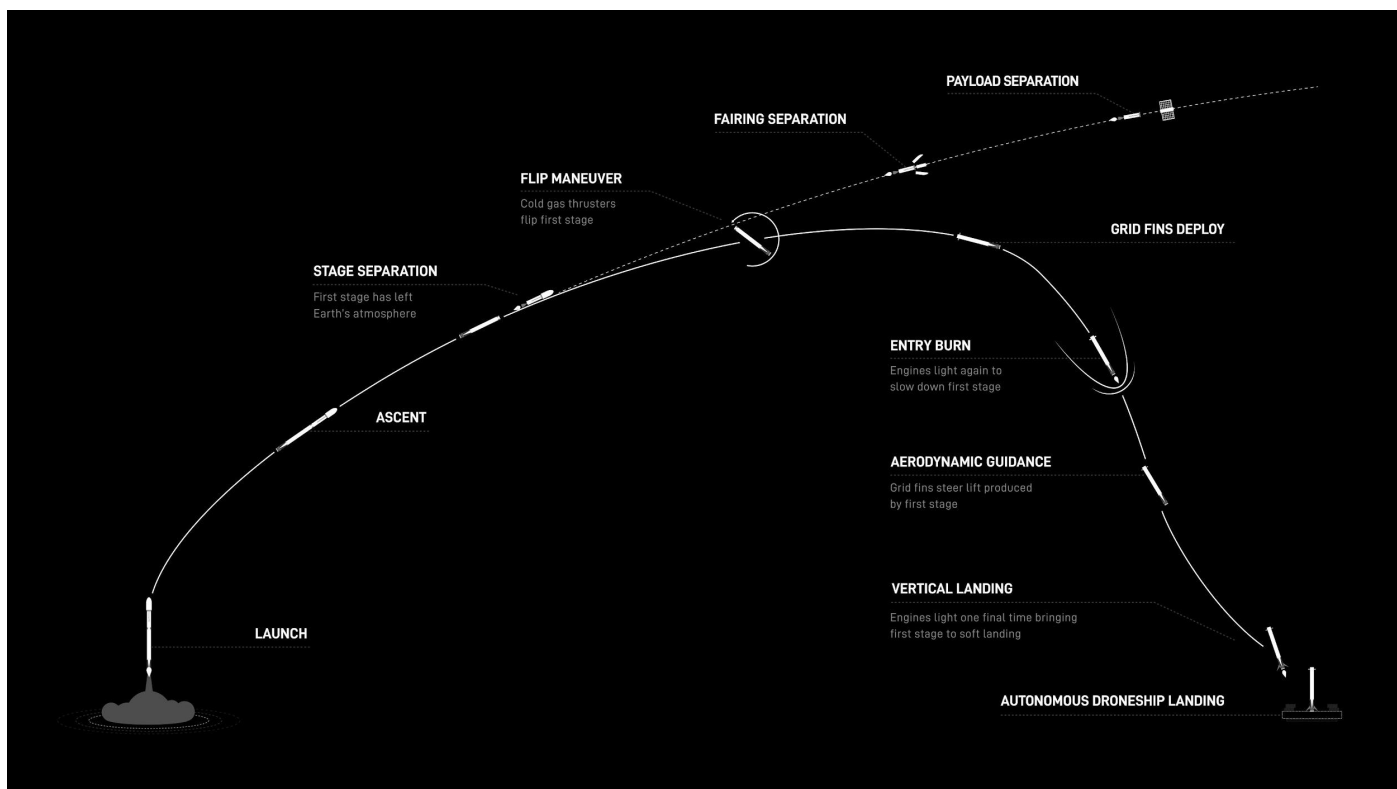 PAYLOAD SEPARATION
FAIRING SEPARATION
FLIP MANEUVER
Cold gas thrusters
flip first stage
GRID FINS DEPLOY
STAGE SEPARATION
First stage has left
Earth's atmosphere
ENTRY BURN
Engines light again to
slow down first stage
ASCENT
AERODYNAMIC GUIDANCE
Grid fins steer lift produced
by first stage
VERTICAL LANDING
Engines light one final time bringing
first stage to soft landing
LAUNCH
AUTONOMOUS DRONESHIP LANDING